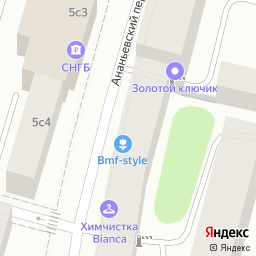 5с3
Ананьевский пер
СНГБ
Золотой ключик
5с4
Bmf-style
Химчистка
Bianca
Яндекс
© Яндекс